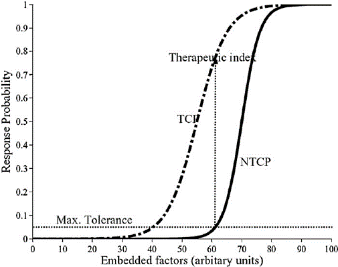 1
0.9
0.8
0.7
0.6
0.5
0.4
0.3
0.2
0.1
0
Response Probability
Therapeutic index
TCP
NTCP
Max. Tolerance
0 10 20 30 40 50 60 70 80 90 100
Embedded factors (arbitary units)